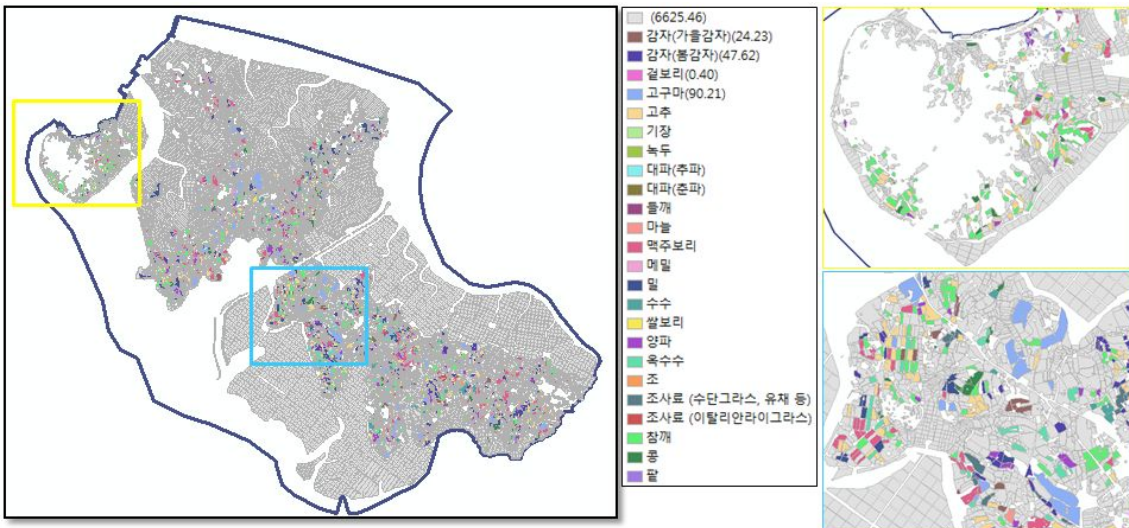 (6625.46)
감자(가을감자)(24.23)
감자(봄감자)(47.62)
겉보리(0.40)
고구마(90.21)
고추
기장
녹두
대파(추파)
대파(춘파)
들깨
마늘
맥주보리
메밀
밀
수수
쌀보리
양파
옥수수
조
조사료 (수단그라스, 유채 등)
조사료 (이탈리안라이그라스)
참깨
콩
팥